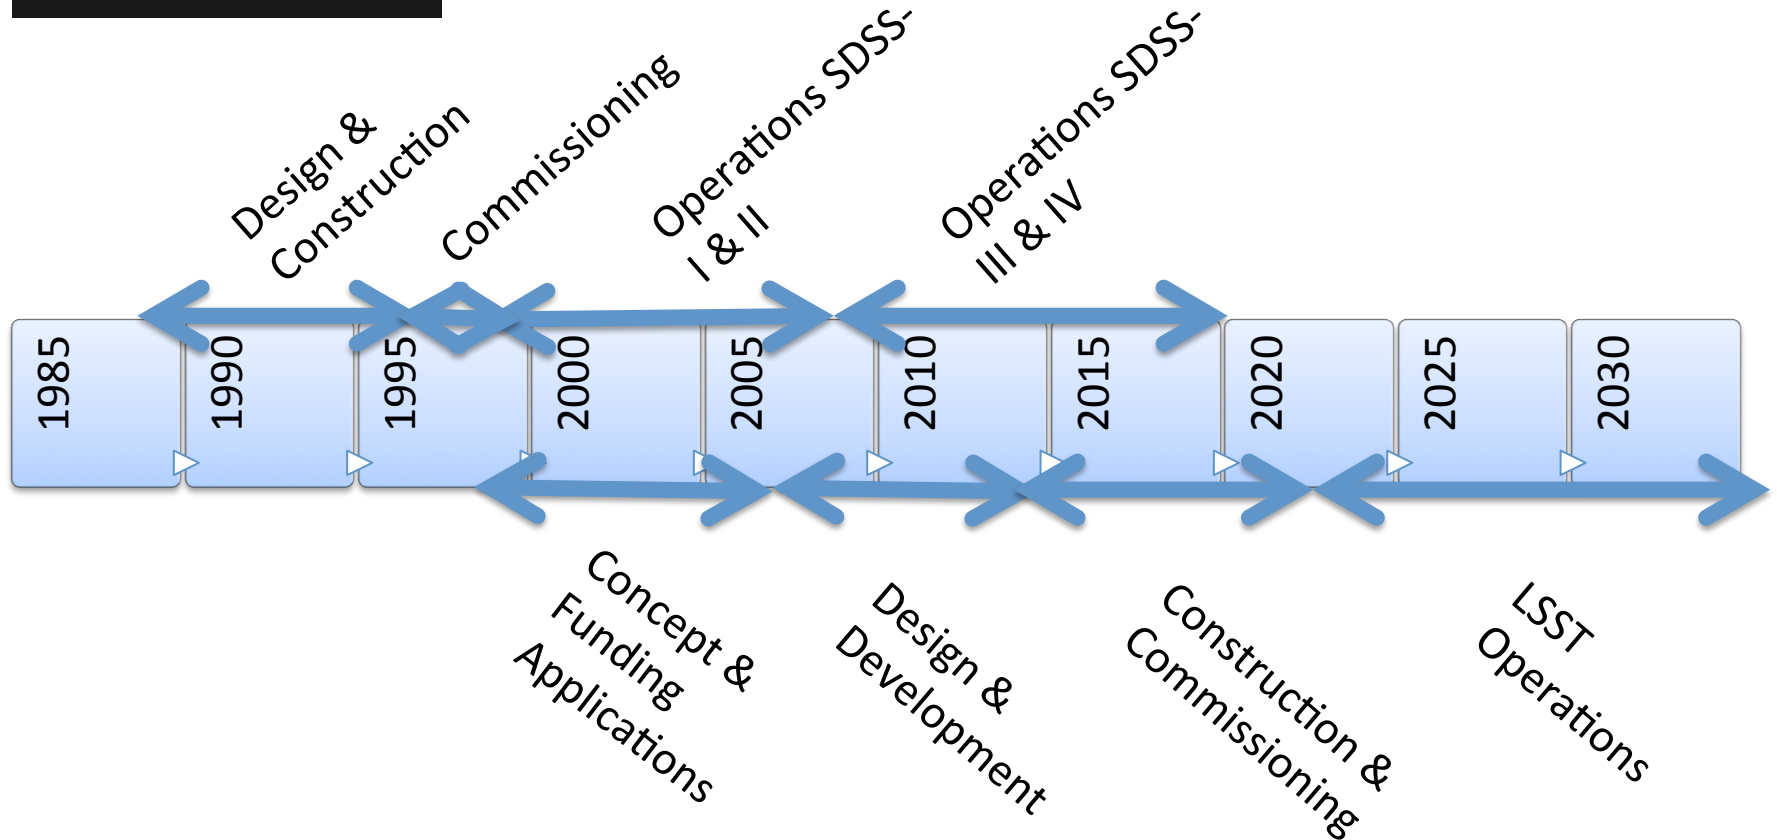 Design &
Construction
Commissioning
Operations SDSS-
I & II
Operations SDSS-
III & IV
1985
1990
1995
2000
2005
2010
2015
2020
2025
2030
Concept &
Funding
Applications
Design &
Development
Construction &
Commissioning
LSST
Operations